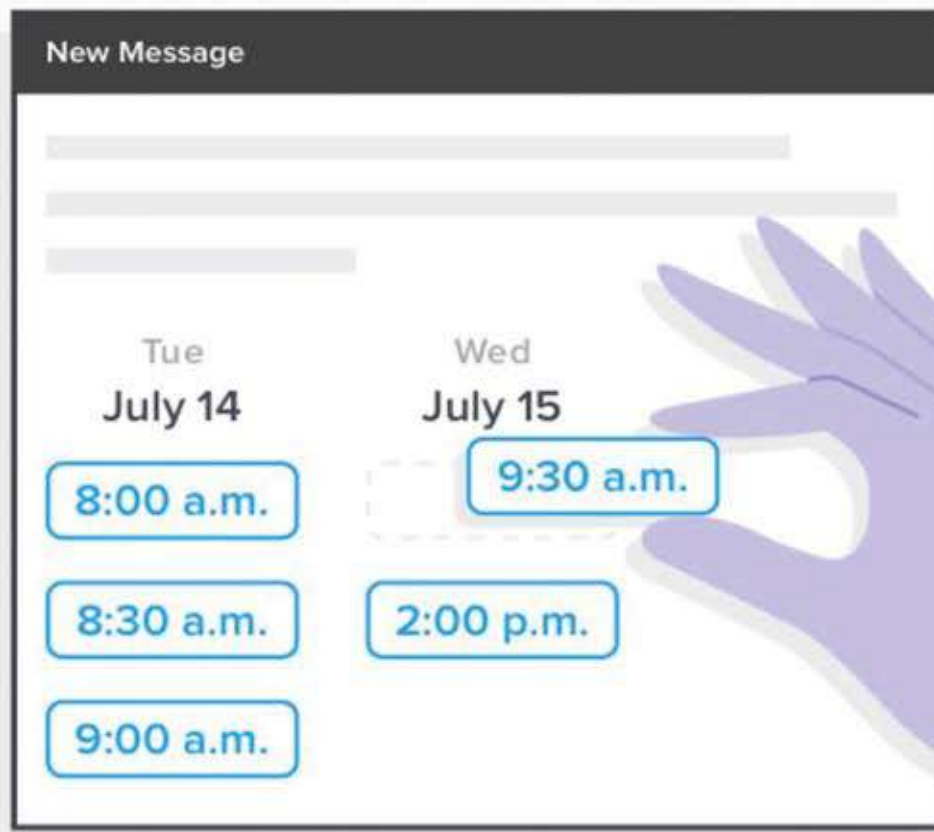 New Message
Tue
July 14
8:00 a.m.
8:30 a.m.
9:00 a.m.
Wed
July 15
9:30 a.m.
2:00 p.m.